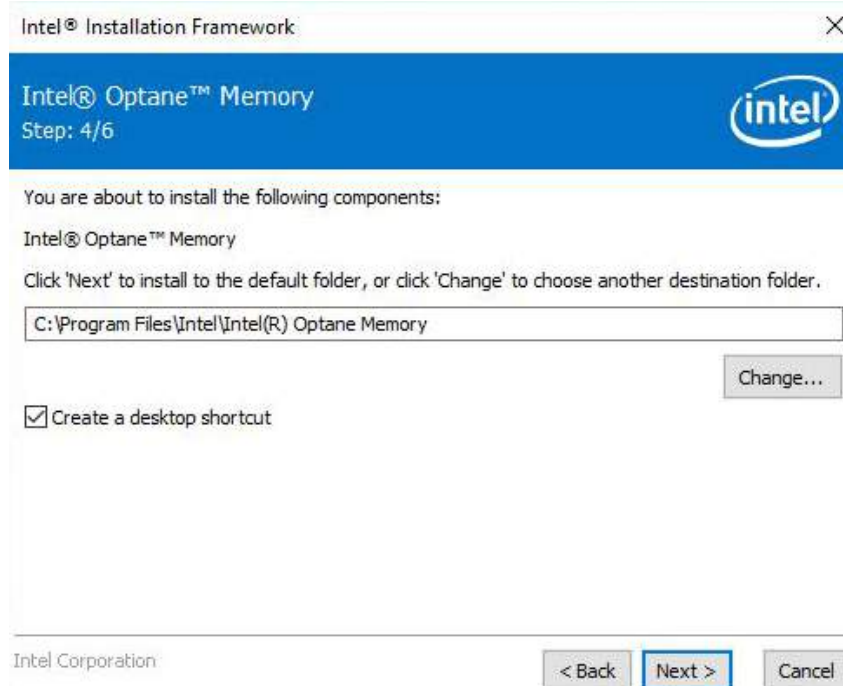 Intel® Installation Framework
Intel® Optane™ Memory
Step: 4/6
intel
You are about to install the following components:
Intel® Optane™ Memory
Click 'Next' to install to the default folder, or click 'Change' to choose another destination folder.
C:\Program Files\Intel\Intel(R) Optane Memory
Change...
Create a desktop shortcut
Intel Corporation
< Back Next > Cancel